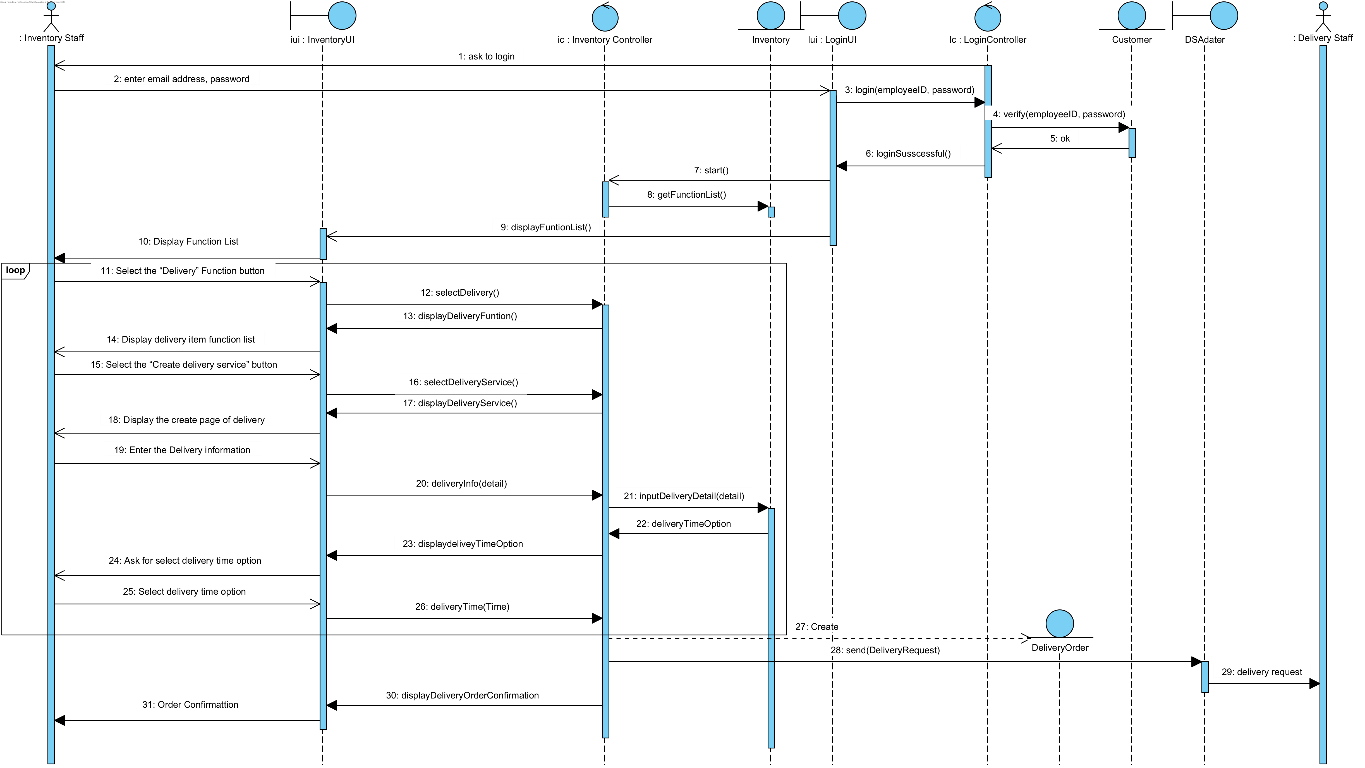 : Inventory Staff
iui : InventoryUI
ic : Inventory Controller
Inventory
lui : LoginUI
lc : LoginController
Customer
DSAdater
: Delivery Staff
1: ask to login
2: enter email address, password
3: login(employeeID, password)
4: verify(employeeID, password)
5: ok
6: loginSusscessful()
7: start()
8: getFunctionList()
9: displayFuntionList()
10: Display Function List
loop
11: Select the "Delivery" Function button
12: selectDelivery()
13: displayDeliveryFuntion()
14: Display delivery item function list
15: Select the "Create delivery service" button
16: selectDeliveryService()
17: displayDeliveryService()
18: Display the create page of delivery
19: Enter the Delivery information
20: deliveryInfo(detail)
21: inputDeliveryDetail(detail)
22: deliveryTimeOption
23: displaydeliveyTimeOption
24: Ask for select delivery time option
25: Select delivery time option
26: deliveryTime(Time)
27: Create
DeliveryOrder
28: send(DeliveryRequest)
29: delivery request
30: displayDeliveryOrderConfirmation
31: Order Confirmattion